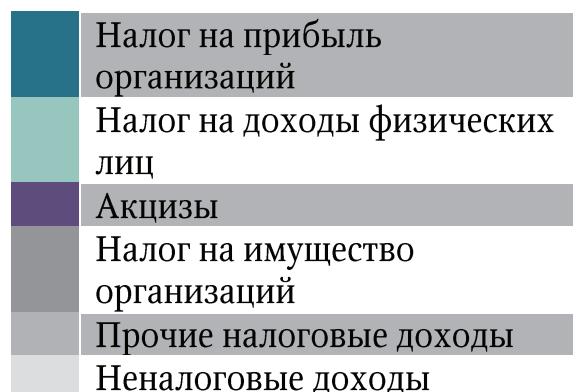 Налог на прибыль
организаций
Налог на доходы физических
лиц
Акцизы
Налог на имущество
организаций
Прочие налоговые доходы
Неналоговые доходы